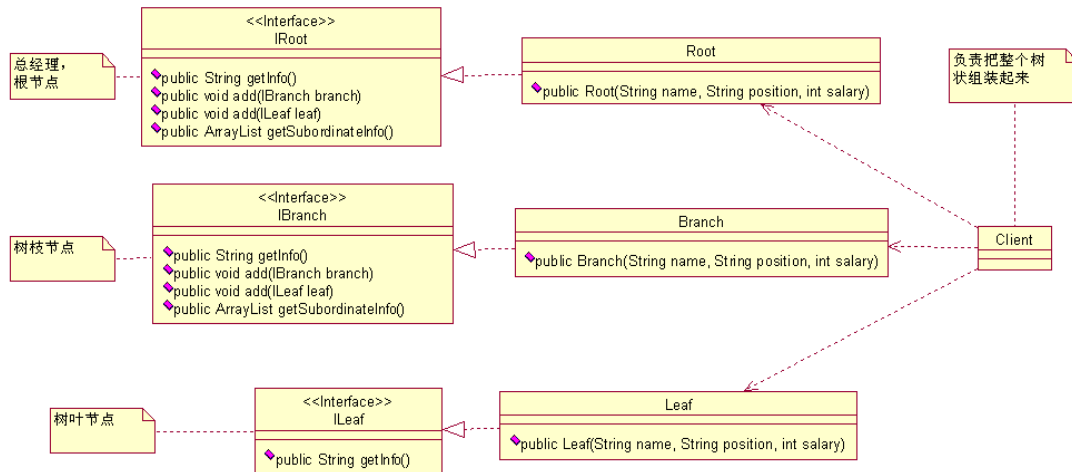 <<Interface>>
IRoot
public String getInfo()
public void add(IBranch branch)
public void add(ILeaf leaf)
public ArrayList getSubordinateInfo()
总经理，
根节点
Root
public Root(String name, String position, int salary)
负责把整个树
状组装起来
<<Interface>>
IBranch
public String getInfo()
public void add(IBranch branch)
public void add(ILeaf leaf)
public ArrayList getSubordinateInfo()
树枝节点
Branch
public Branch(String name, String position, int salary)
Client
<<Interface>>
ILeaf
public String getInfo()
树叶节点
Leaf
public Leaf(String name, String position, int salary)